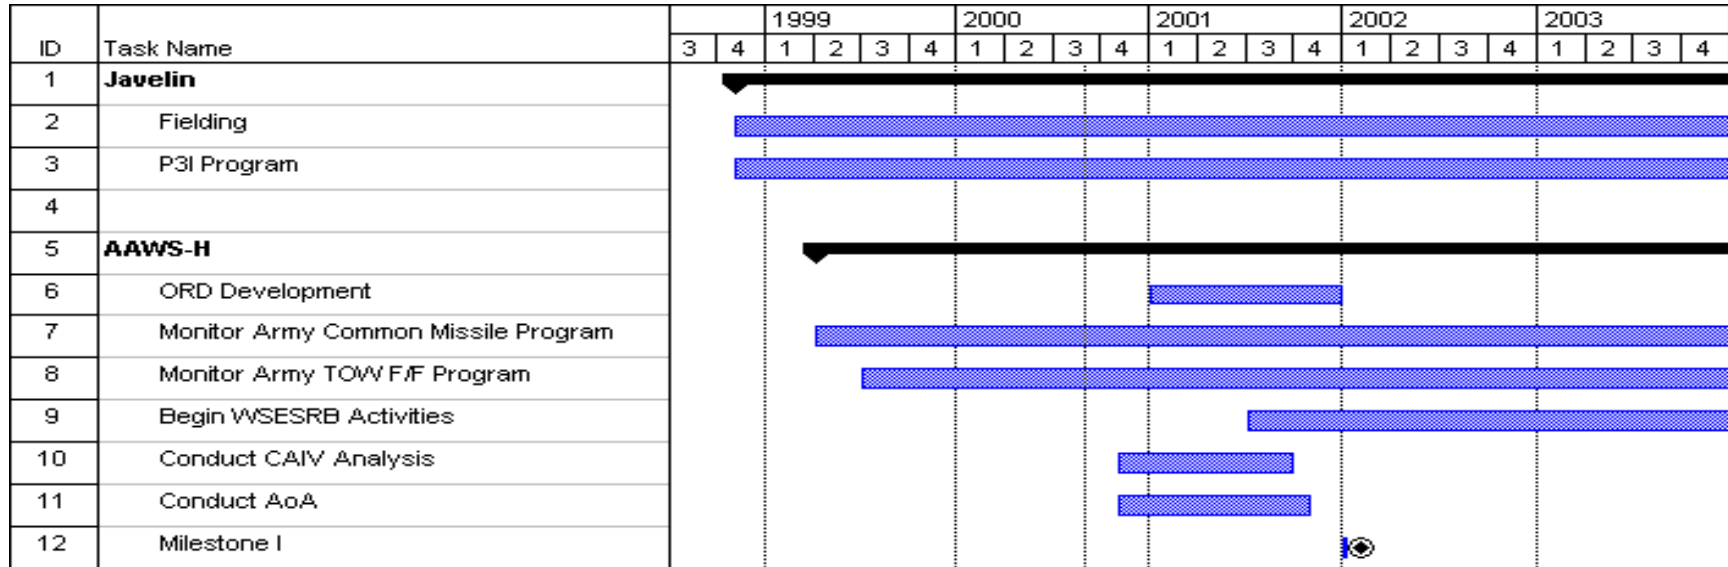 1999 2000 2001 2002 2003
ID Task Name 3 4 1 2 3 4 1 2 3 4 1 2 3 4 1 2 3 4 1 2 3 4
1 Javelin
2 Fielding
3 P3I Program
4
5 AAWS-H
6 ORD Development
7 Monitor Army Common Missile Program
8 Monitor Army TOW F/F Program
9 Begin WSESRB Activities
10 Conduct CAIV Analysis
11 Conduct AoA
12 Milestone I